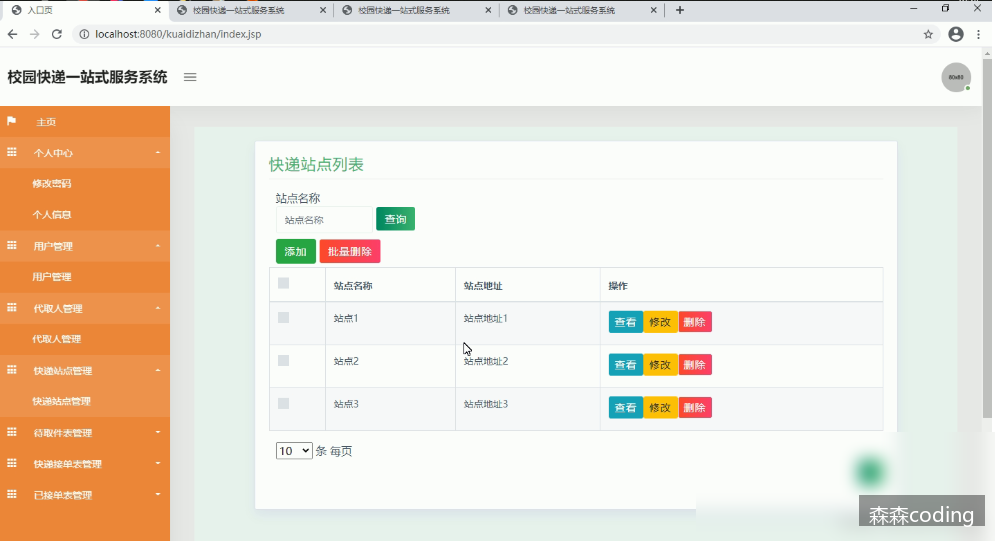 入口页
校园快递一站式服务系统
校园快递一站式服务系统
校园快递一站式服务系统
localhost:8080/kuaidizhan/index.jsp
校园快递一站式服务系统
60x60
主页
个人中心
修改密码
个人信息
用户管理
用户管理
代取人管理
代取人管理
快递站点管理
快递站点管理
待取件表管理
快递接单表管理
已接单表管理
快递站点列表
站点名称
站点名称 查询
添加 批量删除
站点名称 站点地址 操作
站点1 站点地址1 查看 修改 删除
站点2 站点地址2 查看 修改 删除
站点3 站点地址3 查看 修改 删除
10 条 每页
森森coding